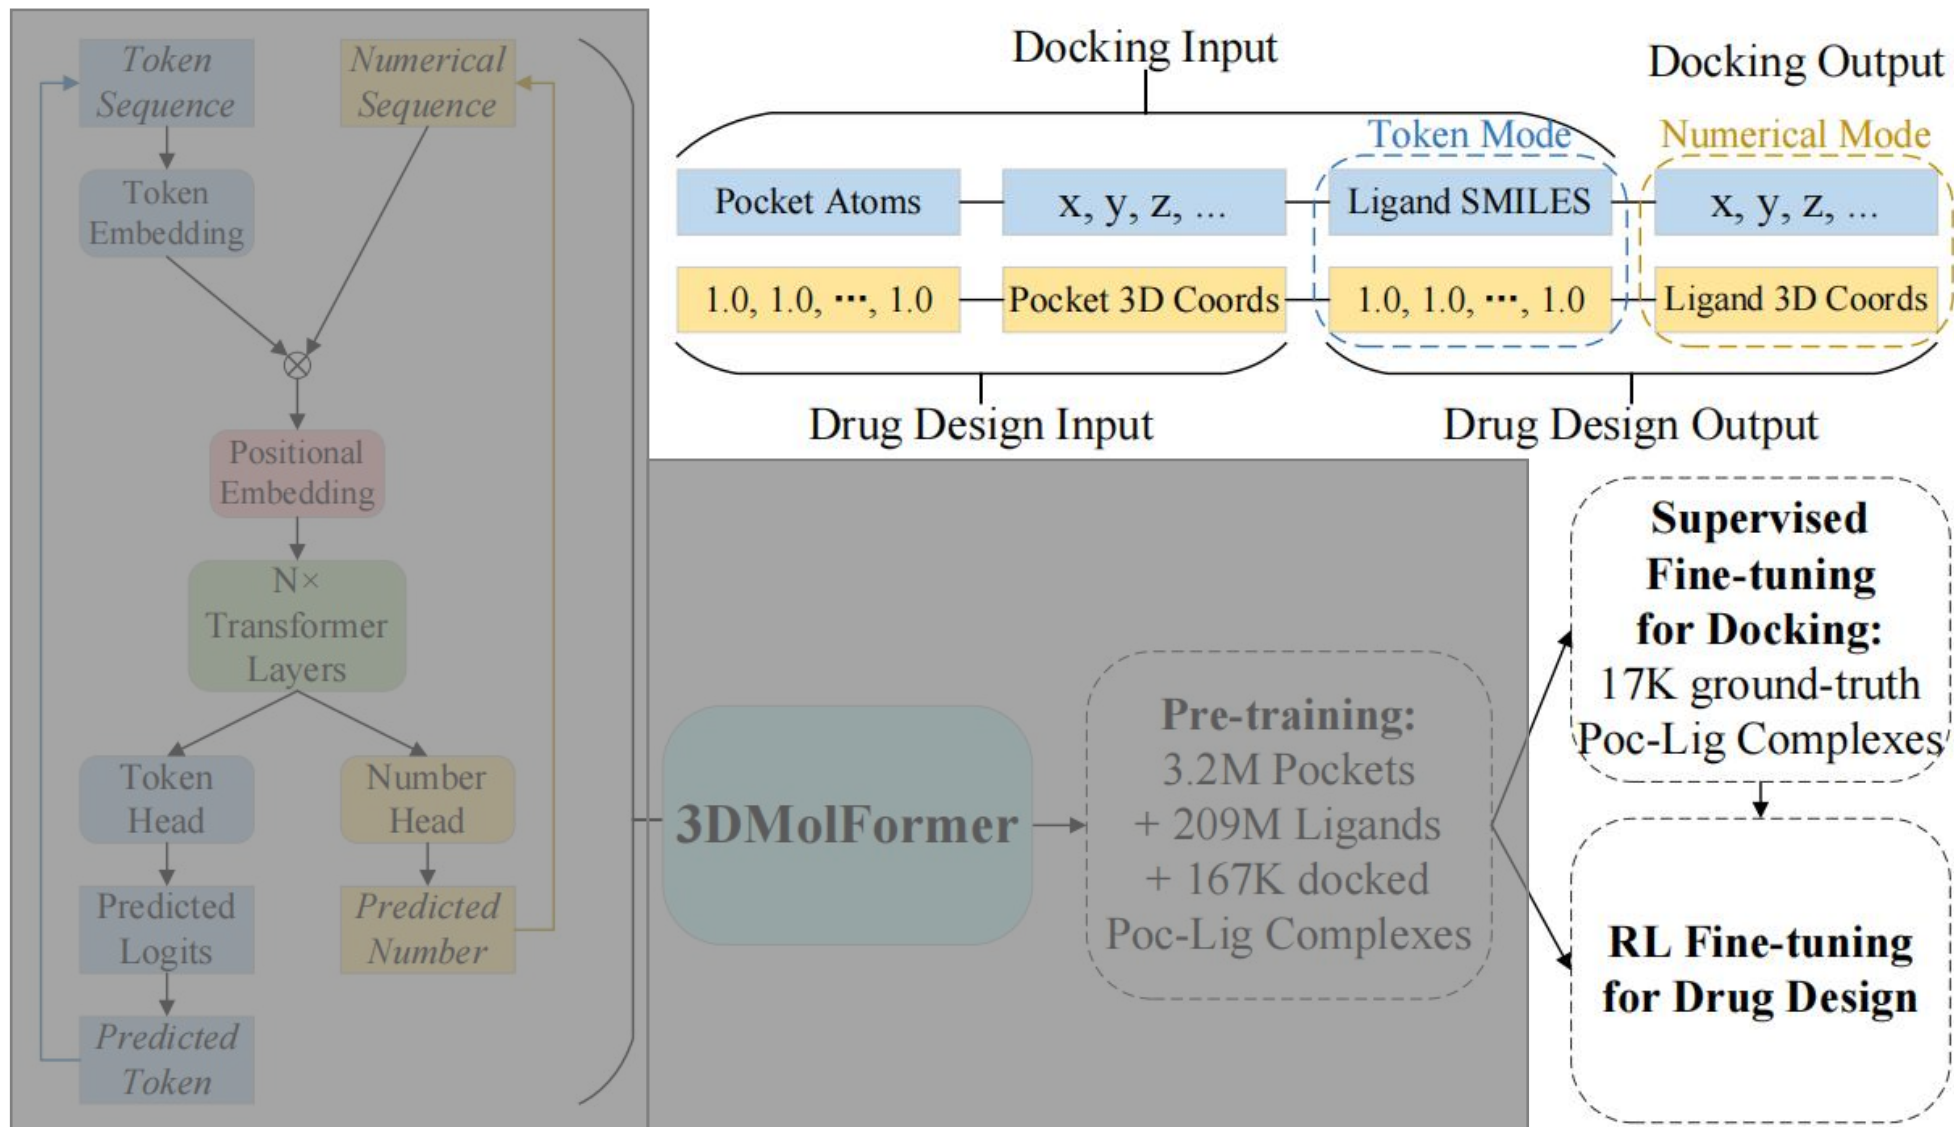 Token
Sequence
Numerical
Sequence
Token
Embedding
Positional
Embedding
N×
Transformer
Layers
Token
Head
Number
Head
Predicted
Logits
Predicted
Number
Predicted
Token
Docking Input
Docking Output
Token Mode
Numerical Mode
Pocket Atoms
x, y, z, ...
Ligand SMILES
x, y, z, ...
1.0, 1.0, ···, 1.0
Pocket 3D Coords
1.0, 1.0, ···, 1.0
Ligand 3D Coords
Drug Design Input
Drug Design Output
3DMolFormer
Pre-training:
3.2M Pockets
+ 209M Ligands
+ 167K docked
Poc-Lig Complexes
Supervised
Fine-tuning
for Docking:
17K ground-truth
Poc-Lig Complexes
RL Fine-tuning
for Drug Design